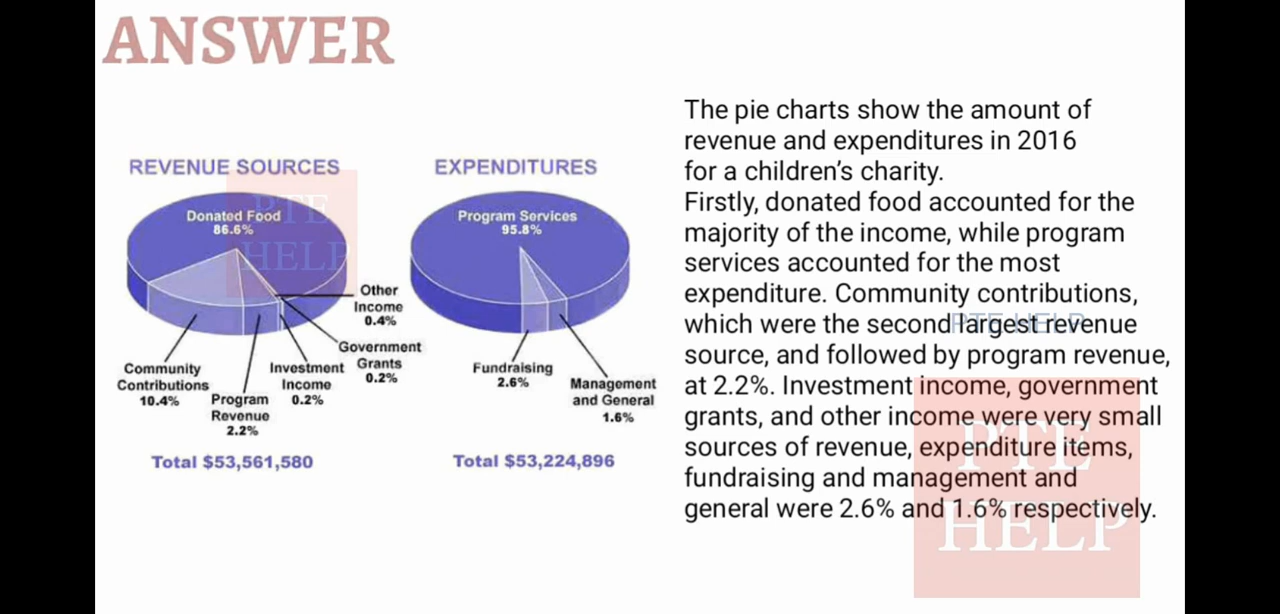 ANSWER
REVENUE SOURCES
Donated Food
86.6%
Other
Income
0.4%
Government
Grants
0.2%
Investment
Income
0.2%
Program
Revenue
2.2%
Community
Contributions
10.4%
Total $53,561,580
EXPENDITURES
Program Services
95.8%
Fundraising
2.6%
Management
and General
1.6%
Total $53,224,896
PTE
HELP
The pie charts show the amount of
revenue and expenditures in 2016
for a children's charity.
Firstly, donated food accounted for the
majority of the income, while program
services accounted for the most
expenditure. Community contributions,
which were the second largest revenue
source, and followed by program revenue,
at 2.2%. Investment income, government
grants, and other income were very small
sources of revenue, expenditure items,
fundraising and management and
general were 2.6% and 1.6% respectively.
PTE HELP
PTE
HELP